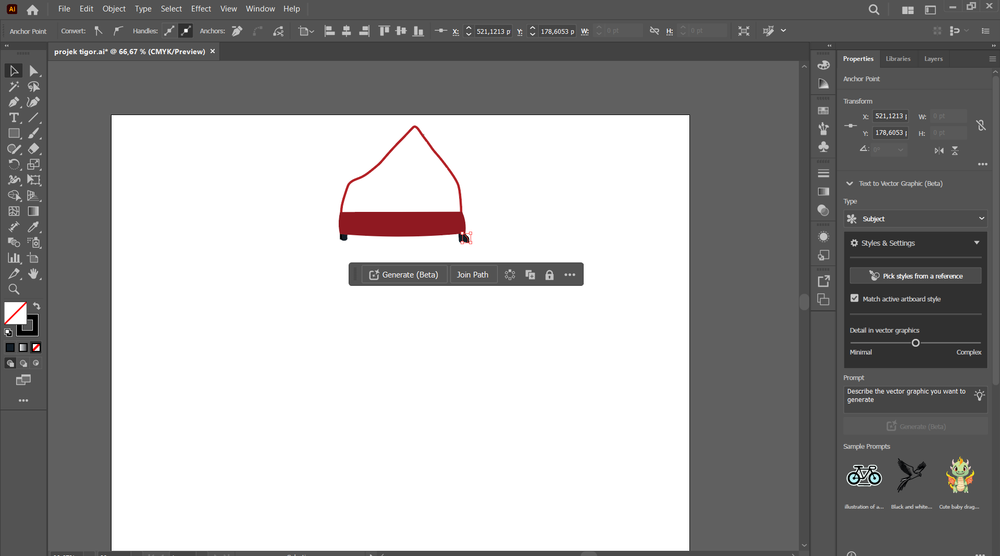 Ai File Edit Object Type Select Effect View Window Help
Anchor Point Convert: Handles: Anchors: X: 521,1213 p Y: 178,6053 p W: 0 pt H: 0 pt
projek tigor.ai* @ 66,67 % (CMYK/Preview) ×
Properties Libraries Layers
Anchor Point
Transform
X: 521,1213 W: 0 pt
Y: 178,6053 H: 0 pt
0°
Text to Vector Graphic (Beta)
Type
Subject
Styles & Settings
Pick styles from a reference
Match active artboard style
Detail in vector graphics
Minimal Complex
Prompt
Describe the vector graphic you want to
generate
Generate (Beta)
Sample Prompts
illustration of a... Black and white... Cute baby drag...
Generate (Beta) Join Path